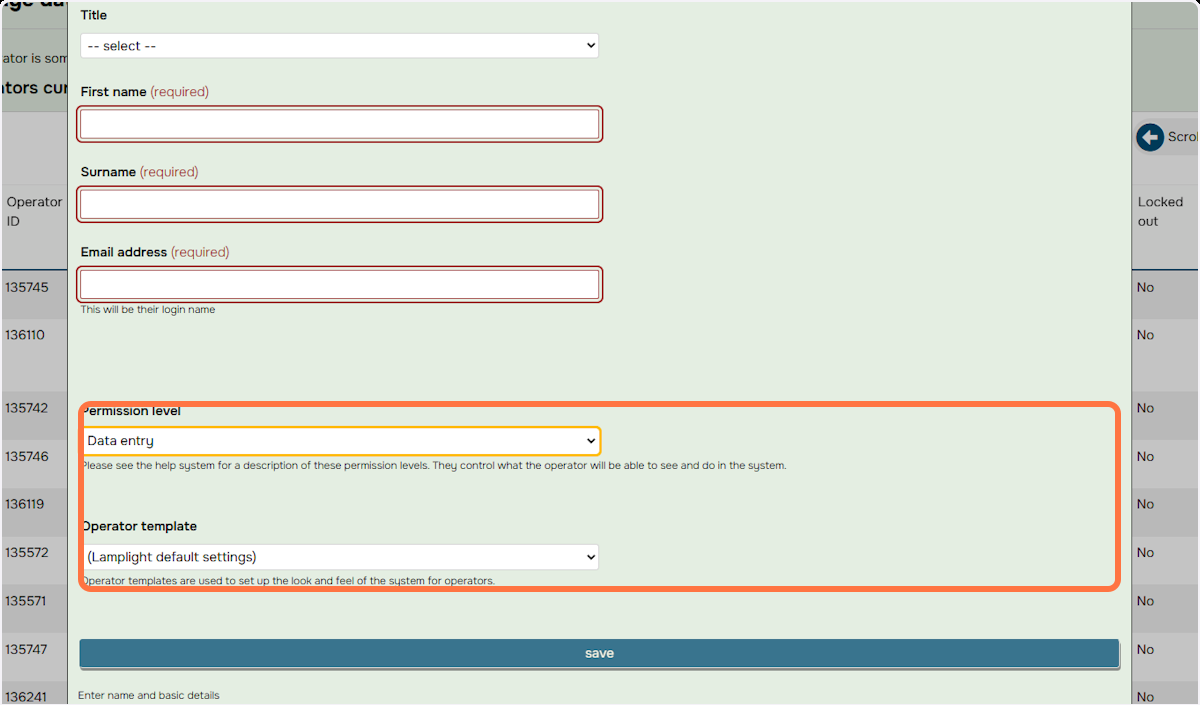 Title
-- select --
First name (required)
Surname (required)
Email address (required)
This will be their login name
Permission level
Data entry
Please see the help system for a description of these permission levels. They control what the operator will be able to see and do in the system.
Operator template
(Lamplight default settings)
Operator templates are used to set up the look and feel of the system for operators.
save
Enter name and basic details
ator is som
ators cur
Operator
ID
135745
136110
135742
135746
136119
135572
135571
135747
136241
Scrol
Locked
out
No
No
No
No
No
No
No
No
No